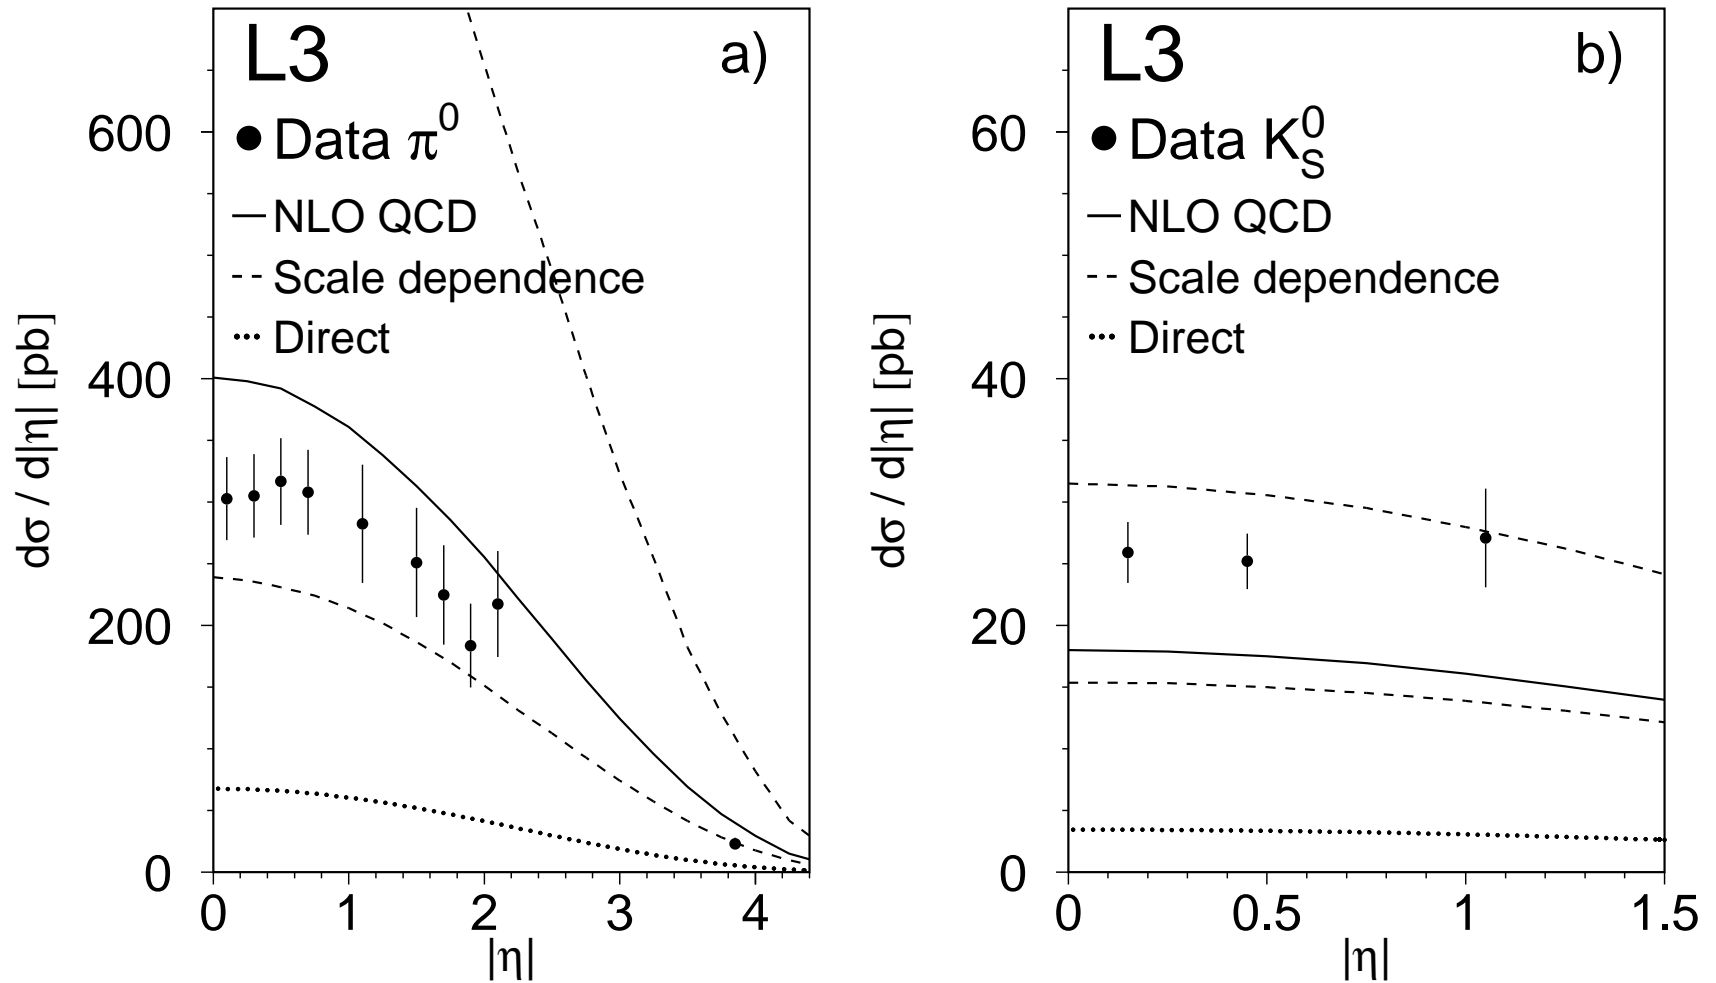 L3
a)
Data π⁰
NLO QCD
Scale dependence
Direct
dσ / d|η| [pb]
600
400
200
0
0 1 2 3 4
|η|
L3
b)
Data K⁰_S
NLO QCD
Scale dependence
Direct
dσ / d|η| [pb]
60
40
20
0
0 0.5 1 1.5
|η|